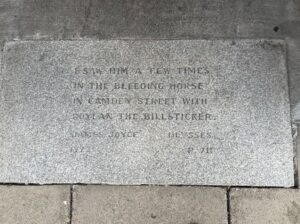 I SAW HIM A FEW TIMES
IN THE BLEEDING HORSE
IN CAMDEN STREET WITH
BOYLAN THE BILLSTICKER.
JAMES JOYCE ULYSSES
P.